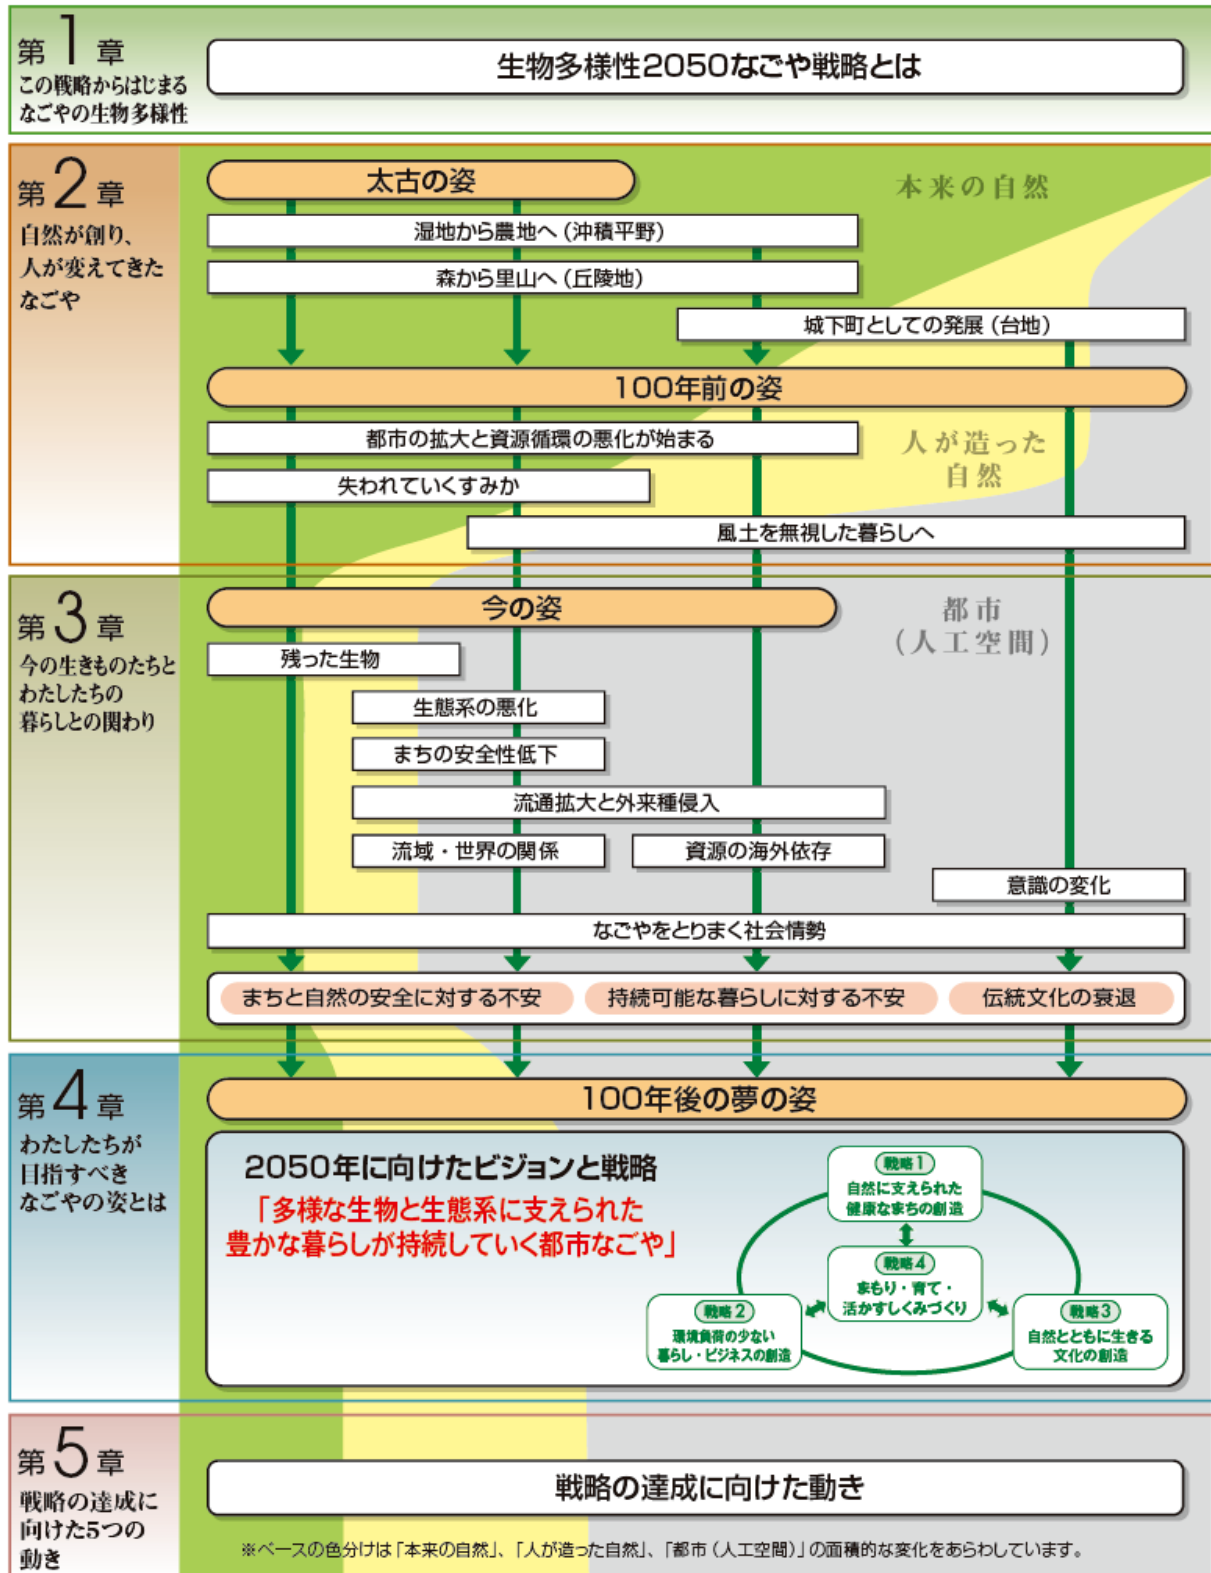 第1章
この戦略からはじまる
なごやの生物多様性
生物多様性2050なごや戦略とは
第2章
自然が創り、
人が変えてきた
なごや
太古の姿
本来の自然
湿地から農地へ（沖積平野）
森から里山へ（丘陵地）
城下町としての発展（台地）
100年前の姿
都市の拡大と資源循環の悪化が始まる
人が造った
自然
失われていくすみか
風土を無視した暮らしへ
第3章
今の生きものたちと
わたしたちの
暮らしとの関わり
今の姿
都市
（人工空間）
残った生物
生態系の悪化
まちの安全性低下
流通拡大と外来種侵入
流域・世界の関係
資源の海外依存
意識の変化
なごやをとりまく社会情勢
まちと自然の安全に対する不安
持続可能な暮らしに対する不安
伝統文化の衰退
第4章
わたしたちが
目指すべき
なごやの姿とは
100年後の夢の姿
2050年に向けたビジョンと戦略
「多様な生物と生態系に支えられた
豊かな暮らしが持続していく都市なごや」
戦略1
自然に支えられた
健康なまちの創造
戦略4
まもり・育て・
活かすしくみづくり
戦略2
環境負荷の少ない
暮らし・ビジネスの創造
戦略3
自然とともに生きる
文化の創造
第5章
戦略の達成に
向けた5つの
動き
戦略の達成に向けた動き
※ベースの色分けは「本来の自然」、「人が造った自然」、「都市（人工空間）」の面積的な変化をあらわしています。